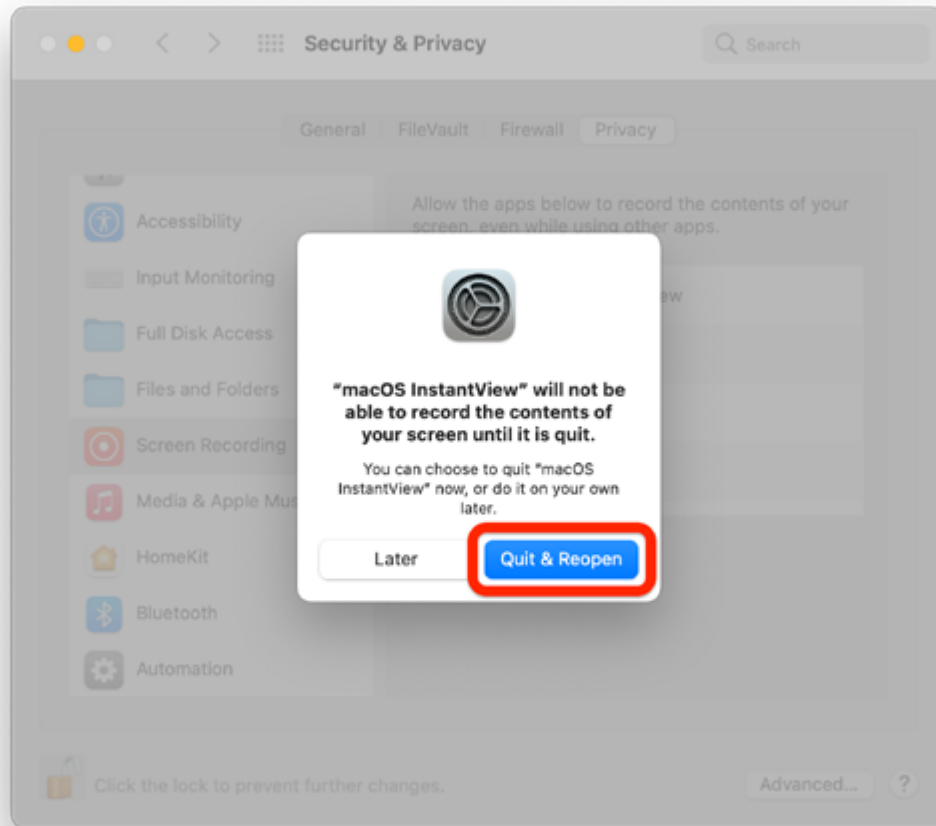 Security & Privacy
Search
General FileVault Firewall Privacy
Accessibility
Input Monitoring
Full Disk Access
Files and Folders
Screen Recording
Media & Apple Mus
HomeKit
Bluetooth
Automation
Allow the apps below to record the contents of your
screen, even while using other apps.
ew
"macOS InstantView" will not be
able to record the contents of
your screen until it is quit.
You can choose to quit "macOS
InstantView" now, or do it on your own
later.
Later Quit & Reopen
Click the lock to prevent further changes.
Advanced... ?